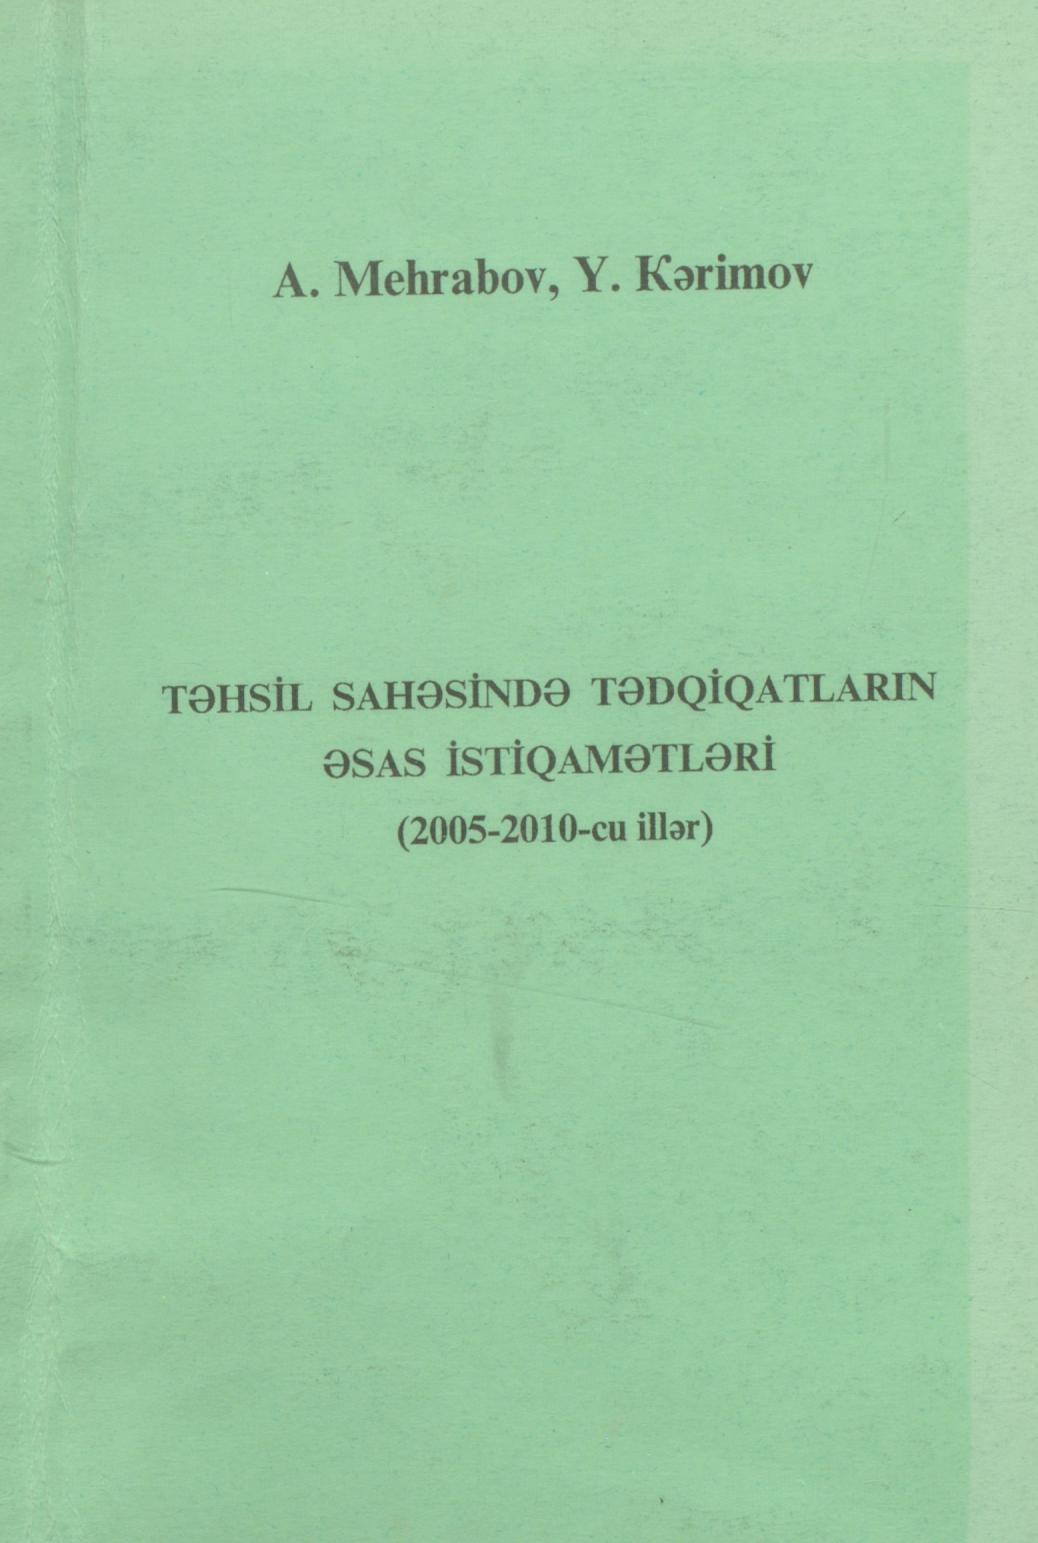 A. Mehrabov, Y. Kərimov
TƏHSİL SAHƏSİNDƏ TƏDQİQATLARIN
ƏSAS İSTİQAMƏTLƏRİ
(2005-2010-cu illər)